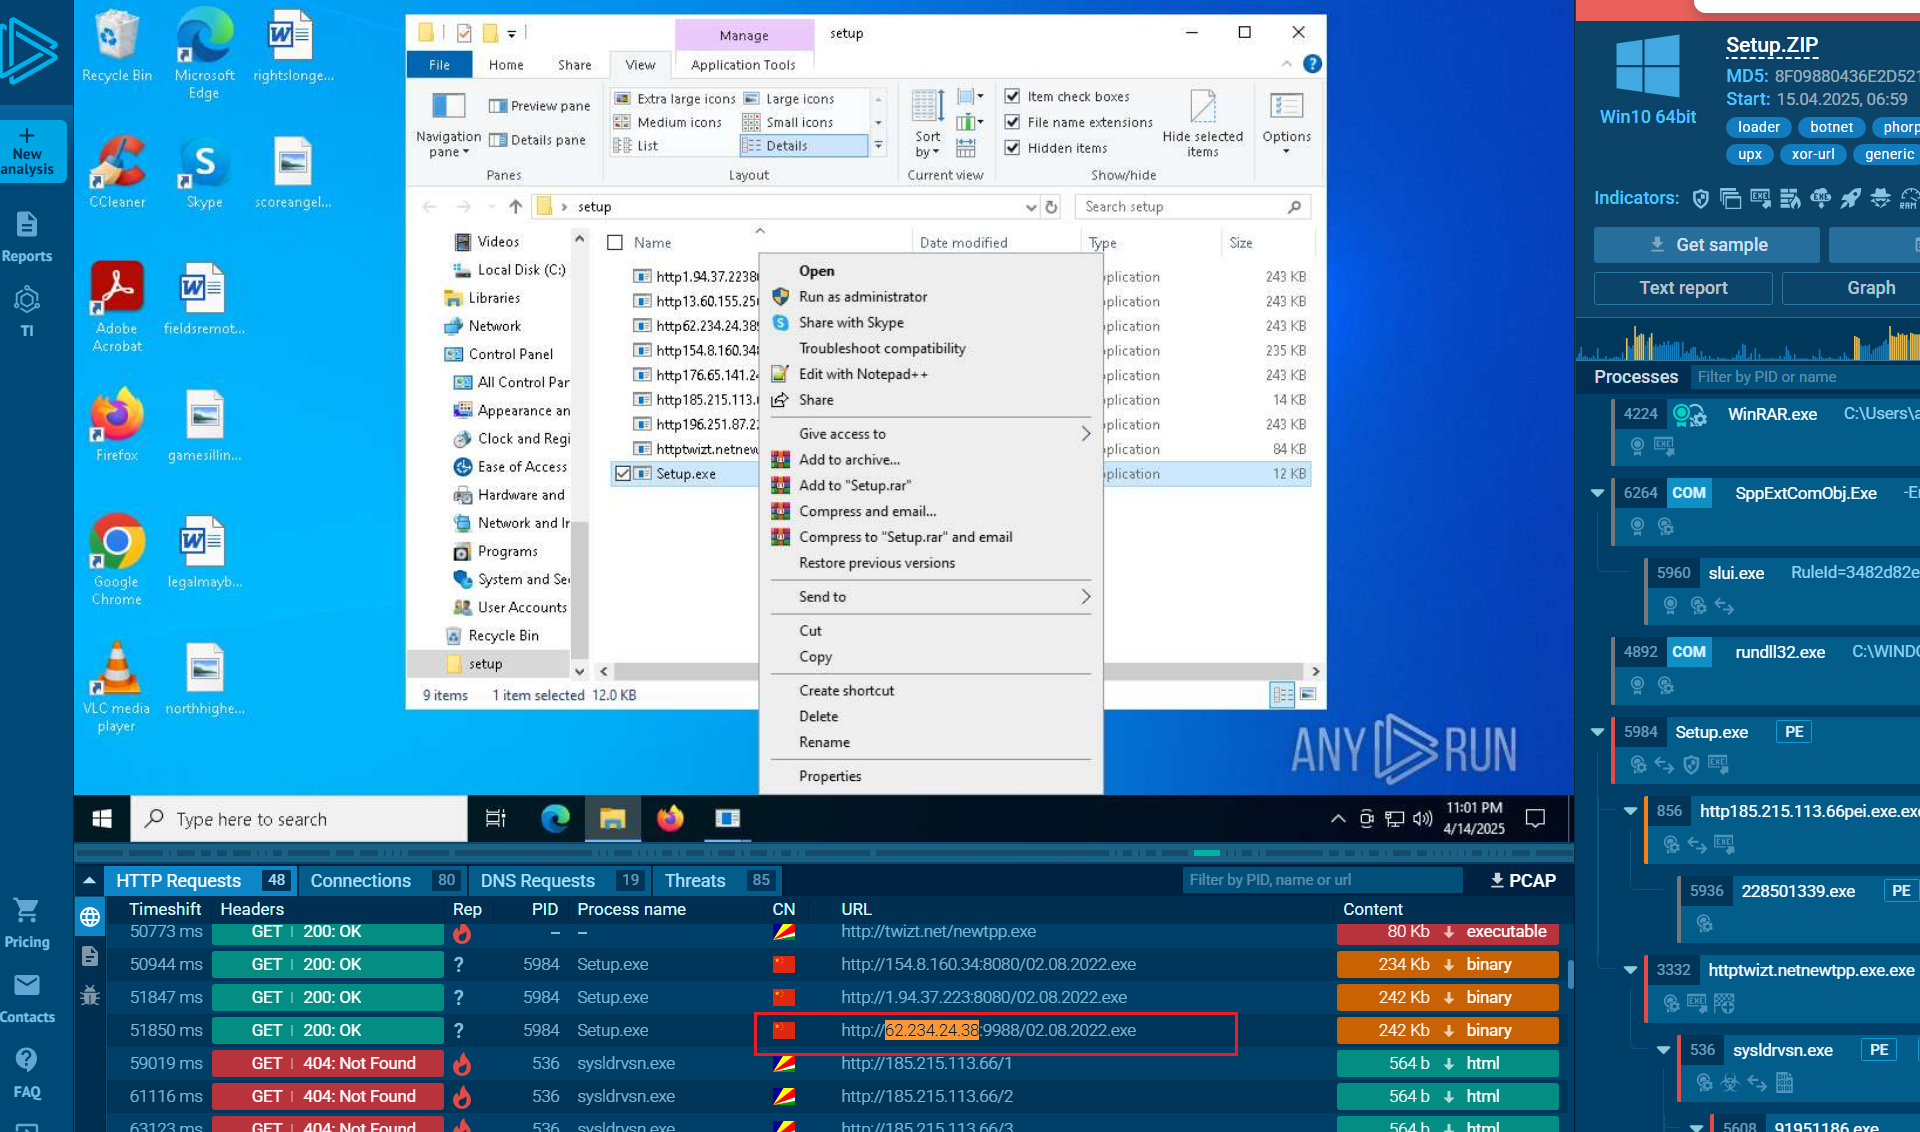 New
analysis
Reports
TI
Pricing
Contacts
FAQ
Recycle Bin
Microsoft
Edge
rightslonge...
CCleaner
Skype
scoreangel...
Adobe
Acrobat
fieldsremot...
Firefox
gamesillin...
Google
Chrome
legalmayb...
VLC media
player
northhighe...
Manage
setup
File
Home
Share
View
Application Tools
Navigation
pane
Preview pane
Details pane
Panes
Extra large icons
Large icons
Medium icons
Small icons
List
Details
Layout
Sort
by
Current view
Item check boxes
File name extensions
Hidden items
Hide selected
items
Show/hide
Options
setup
Search setup
Videos
Local Disk (C:)
Libraries
Network
Control Panel
All Control Par
Appearance an
Clock and Regi
Ease of Access
Hardware and
Network and Ir
Programs
System and Se
User Accounts
Recycle Bin
setup
Name
Date modified
Type
Size
http1.94.37.2238
pplication
243 KB
http13.60.155.25
pplication
243 KB
http62.234.24.38
pplication
243 KB
http154.8.160.34
pplication
235 KB
http176.65.141.2
pplication
243 KB
http185.215.113.
pplication
14 KB
http196.251.87.2
pplication
243 KB
httptwizt.netnew
pplication
84 KB
Setup.exe
pplication
12 KB
Open
Run as administrator
Share with Skype
Troubleshoot compatibility
Edit with Notepad++
Share
Give access to
Add to archive...
Add to "Setup.rar"
Compress and email...
Compress to "Setup.rar" and email
Restore previous versions
Send to
Cut
Copy
Create shortcut
Delete
Rename
Properties
9 items
1 item selected 12.0 KB
ANY RUN
Type here to search
11:01 PM
4/14/2025
HTTP Requests 48
Connections 80
DNS Requests 19
Threats 85
Filter by PID, name or url
PCAP
Timeshift Headers Rep PID Process name CN URL Content
50773 ms GET | 200: OK – – http://twizt.net/newtpp.exe 80 Kb executable
50944 ms GET | 200: OK ? 5984 Setup.exe http://154.8.160.34:8080/02.08.2022.exe 234 Kb binary
51847 ms GET | 200: OK ? 5984 Setup.exe http://1.94.37.223:8080/02.08.2022.exe 242 Kb binary
51850 ms GET | 200: OK ? 5984 Setup.exe http://62.234.24.38:9988/02.08.2022.exe 242 Kb binary
59019 ms GET | 404: Not Found 536 sysldrvsn.exe http://185.215.113.66/1 564 b html
61116 ms GET | 404: Not Found 536 sysldrvsn.exe http://185.215.113.66/2 564 b html
63123 ms GET | 404: Not Found 536 sysldrvsn.exe http://185.215.113.66/3 564 b html
Win10 64bit
Setup.ZIP
MD5: 8F09880436E2D521
Start: 15.04.2025, 06:59
loader botnet phorp
upx xor-url generic
Indicators:
EXE
RAM
Get sample
Text report
Graph
Processes
Filter by PID or name
4224 WinRAR.exe C:\Users\a
6264 COM SppExtComObj.Exe -E
5960 slui.exe RuleId=3482d82e
4892 COM rundll32.exe C:\WINDO
5984 Setup.exe PE
856 http185.215.113.66pei.exe.ex
5936 228501339.exe PE
3332 httptwizt.netnewtpp.exe.exe
536 sysldrvsn.exe PE
5608 91951186.exe